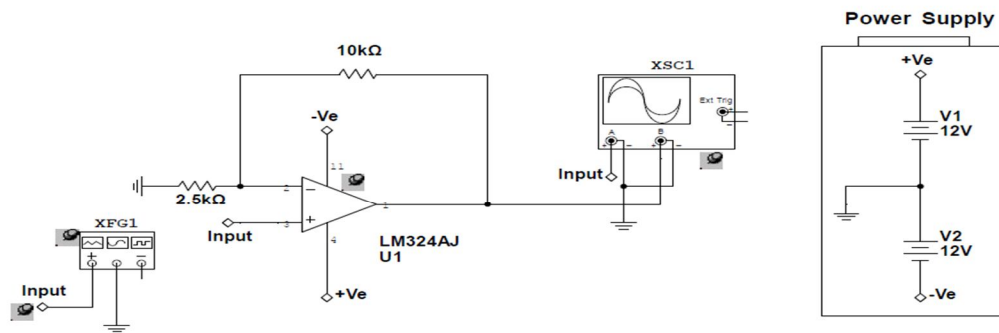 Power Supply
10kΩ
XSC1
+Ve
Ext Trig
+
-Ve
V1
12V
A
B
+ - + -
11
Input
2
2.5kΩ
1
XFG1
3
Input
4
LM324AJ
U1
V2
12V
+ -
Input
+Ve
-Ve